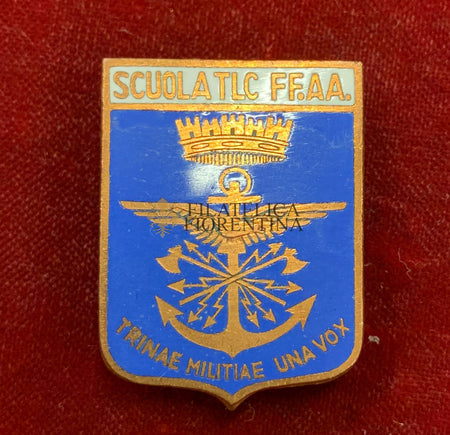 SCUOLA TLC FF.AA.
FILATELICA
FIORENTINA
TRINAE MILITIAE UNA VOX